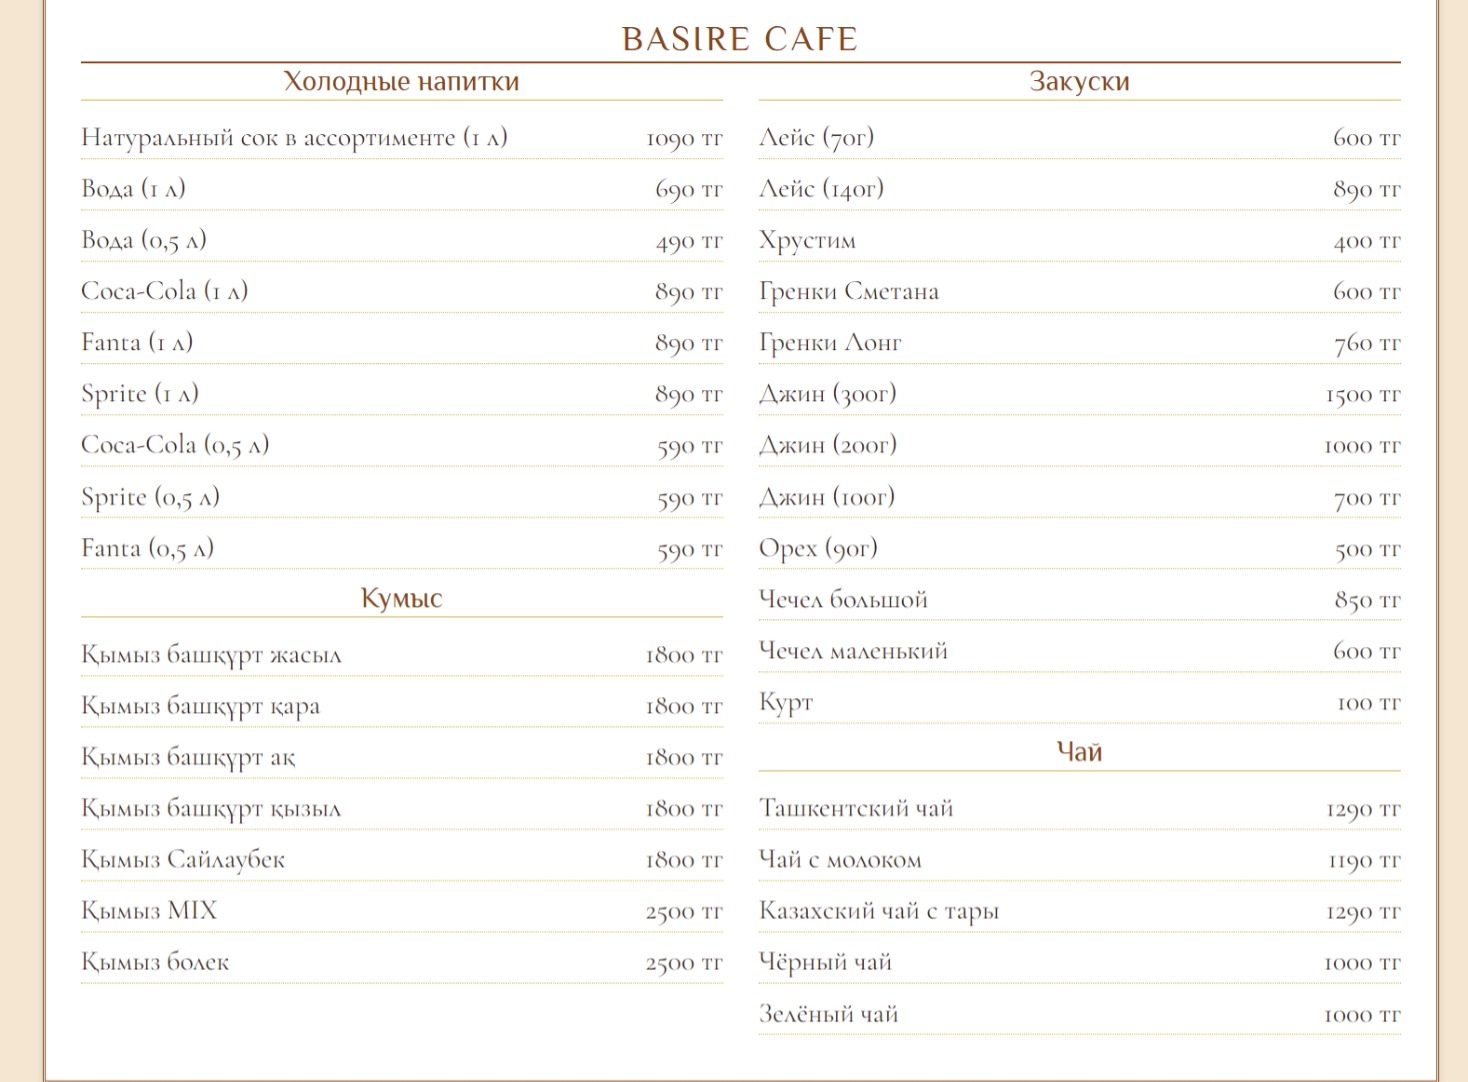 BASIRE CAFE
Холодные напитки
Натуральный сок в ассортименте (1 л) 1090 тг
Вода (1 л) 690 тг
Вода (0,5 л) 490 тг
Coca-Cola (1 л) 890 тг
Fanta (1 л) 890 тг
Sprite (1 л) 890 тг
Coca-Cola (0,5 л) 590 тг
Sprite (0,5 л) 590 тг
Fanta (0,5 л) 590 тг
Кумыс
Қымыз башқұрт жасыл 1800 тг
Қымыз башқұрт қара 1800 тг
Қымыз башқұрт ақ 1800 тг
Қымыз башқұрт қызыл 1800 тг
Қымыз Сайлаубек 1800 тг
Қымыз MIX 2500 тг
Қымыз болек 2500 тг
Закуски
Лейс (70г) 600 тг
Лейс (140г) 890 тг
Хрустим 400 тг
Гренки Сметана 600 тг
Гренки Лонг 760 тг
Джин (300г) 1500 тг
Джин (200г) 1000 тг
Джин (100г) 700 тг
Орех (90г) 500 тг
Чечел большой 850 тг
Чечел маленький 600 тг
Курт 100 тг
Чай
Ташкентский чай 1290 тг
Чай с молоком 1190 тг
Казахский чай с тары 1290 тг
Чёрный чай 1000 тг
Зелёный чай 1000 тг